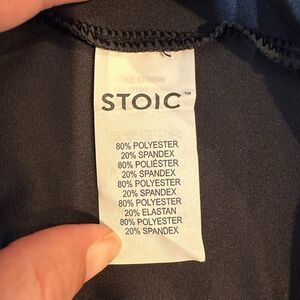 STOIC™
80% POLYESTER
20% SPANDEX
80% POLIÉSTER
20% SPANDEX
80% POLYESTER
20% SPANDEX
80% POLYESTER
20% ELASTAN
80% POLYESTER
20% SPANDEX